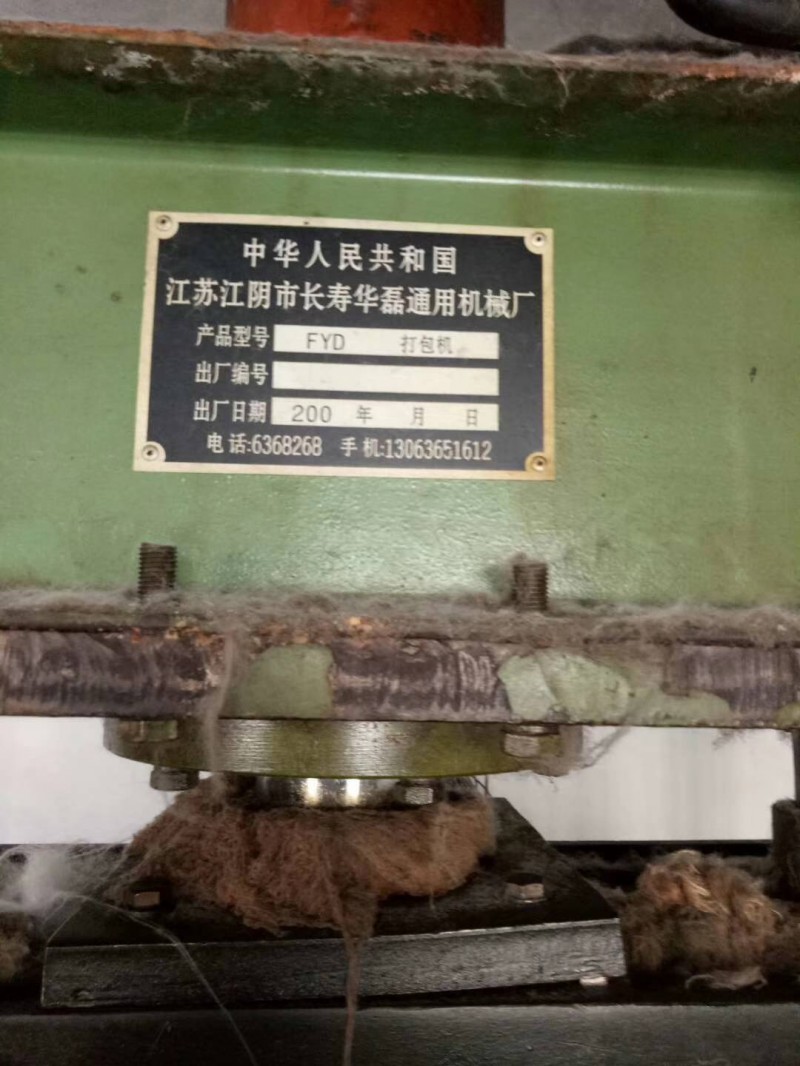 中华人民共和国
江苏江阴市长寿华磊通用机械厂
产品型号 FYD 打包机
出厂编号
出厂日期 200 年 月 日
电话:6368268 手机:13063651612